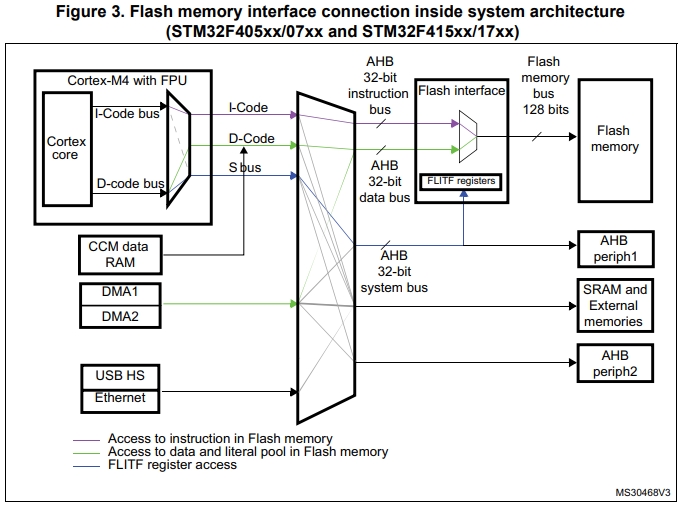 Figure 3. Flash memory interface connection inside system architecture
(STM32F405xx/07xx and STM32F415xx/17xx)
Cortex-M4 with FPU
Cortex
core
I-Code bus
D-code bus
I-Code
D-Code
S bus
AHB
32-bit
instruction
bus
Flash interface
FLITF registers
Flash
memory
bus
128 bits
Flash
memory
AHB
32-bit
data bus
AHB
32-bit
system bus
CCM data
RAM
DMA1
DMA2
USB HS
Ethernet
AHB
periph1
SRAM and
External
memories
AHB
periph2
Access to instruction in Flash memory
Access to data and literal pool in Flash memory
FLITF register access
MS30468V3